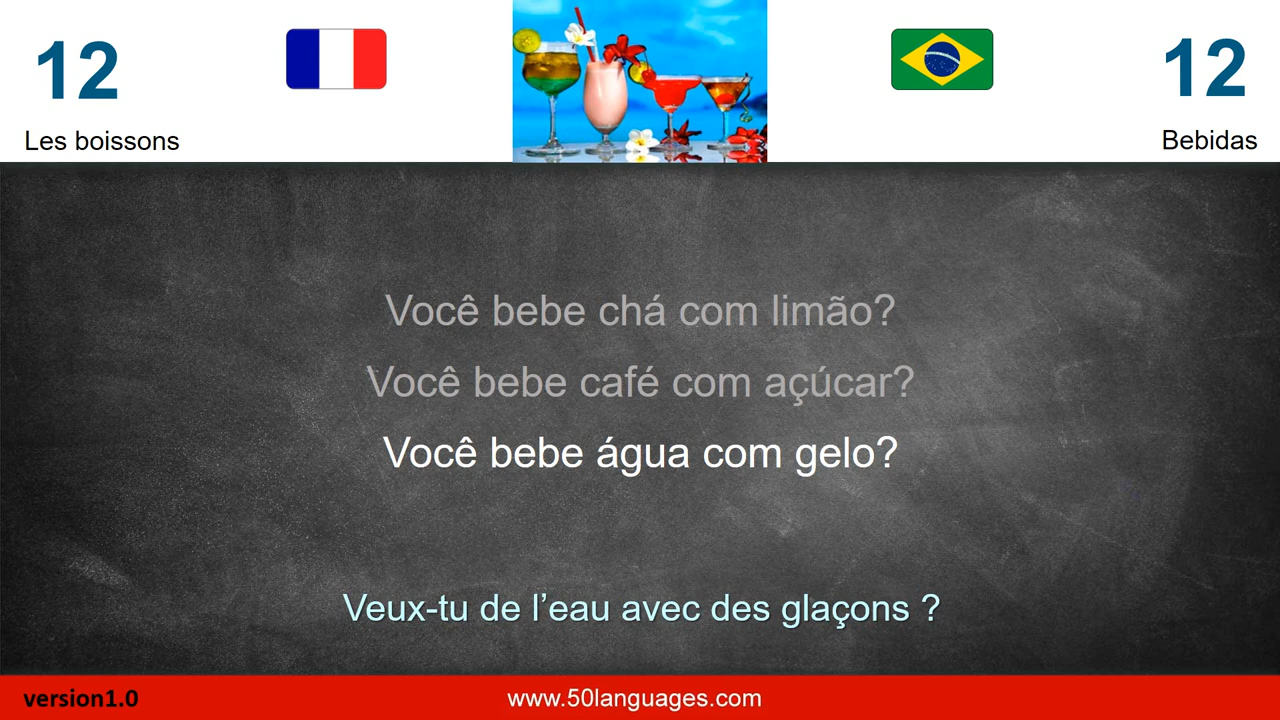 12
12
Les boissons
Bebidas
Você bebe chá com limão?
Você bebe café com açúcar?
Você bebe água com gelo?
Veux-tu de l’eau avec des glaçons ?
version1.0
www.50languages.com